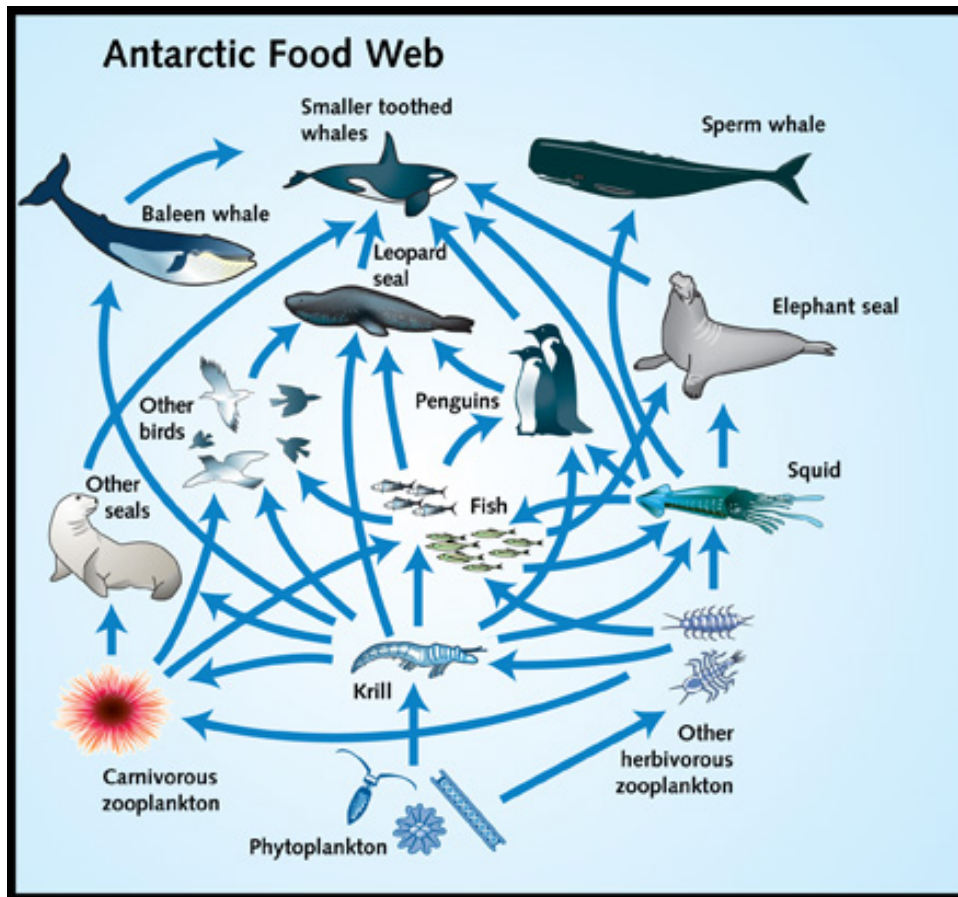 Antarctic Food Web
Smaller toothed
whales
Sperm whale
Baleen whale
Leopard
seal
Elephant seal
Penguins
Other
birds
Squid
Other
seals
Fish
Krill
Other
herbivorous
zooplankton
Carnivorous
zooplankton
Phytoplankton